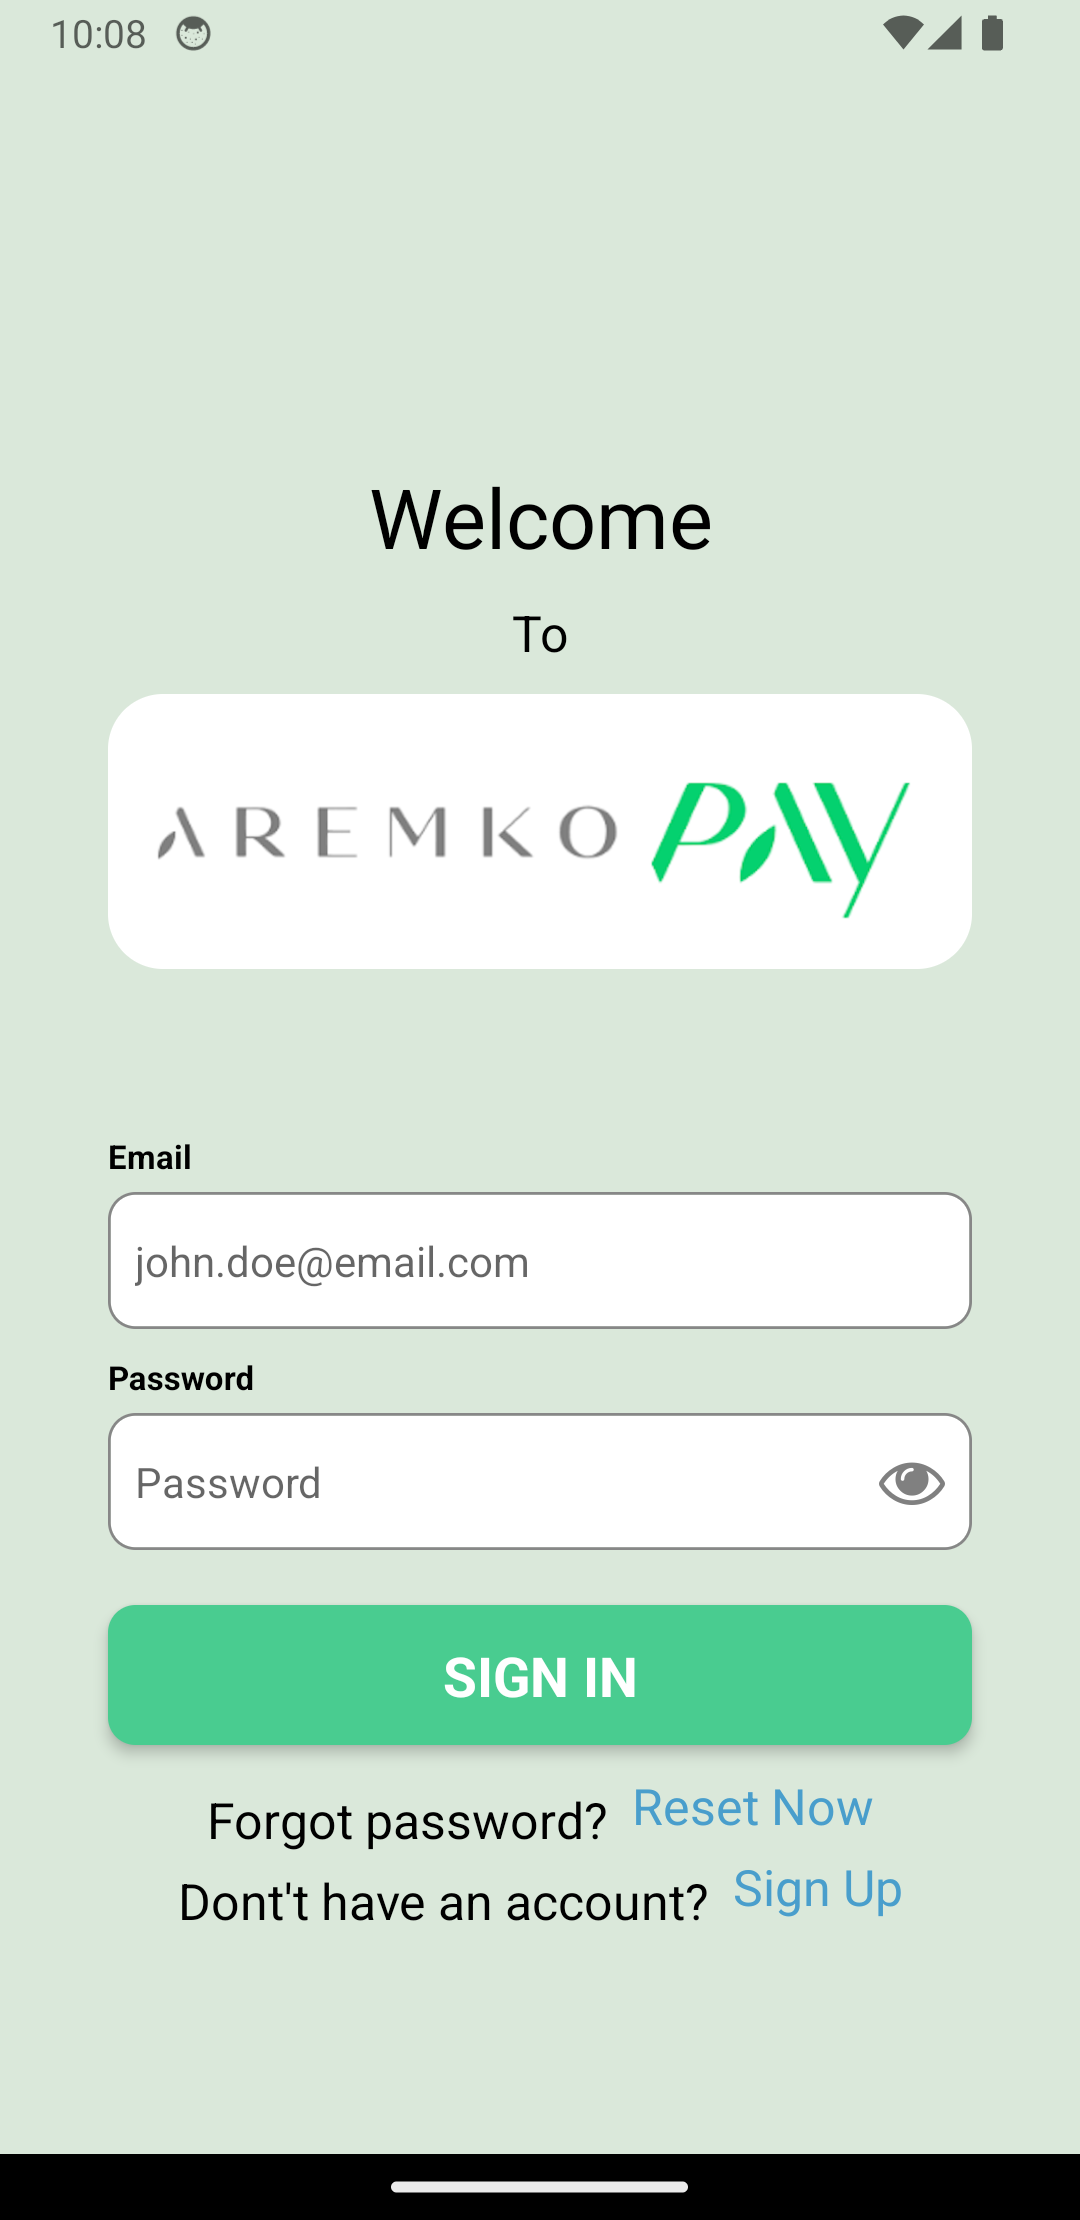 10:08
Welcome
To
AREMKO PAY
Email
john.doe@email.com
Password
Password
SIGN IN
Forgot password? Reset Now
Dont't have an account? Sign Up